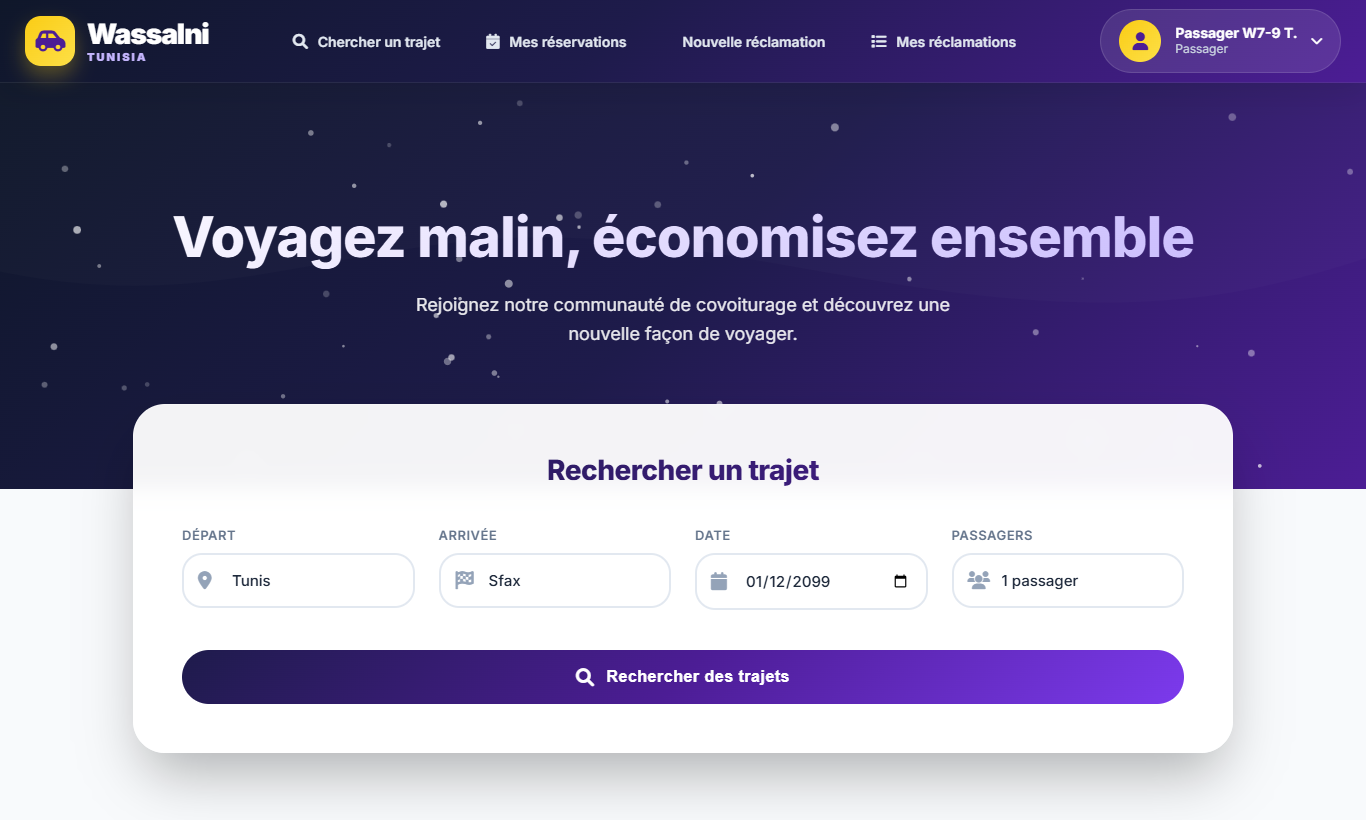 Wassalni
TUNISIA
Chercher un trajet
Mes réservations
Nouvelle réclamation
Mes réclamations
Passager W7-9 T.
Passager
Voyagez malin, économisez ensemble
Rejoignez notre communauté de covoiturage et découvrez une
nouvelle façon de voyager.
Rechercher un trajet
DÉPART
ARRIVÉE
DATE
PASSAGERS
Tunis
Sfax
01/12/2099
1 passager
Rechercher des trajets